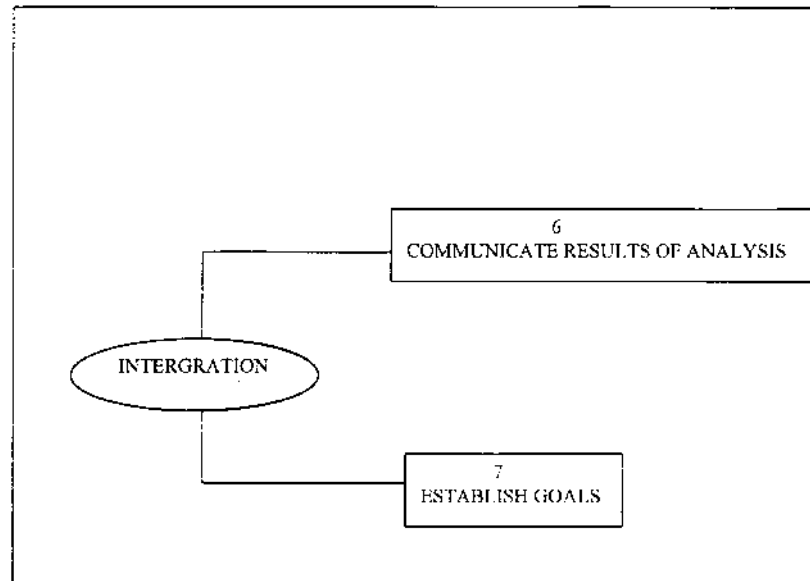 6
COMMUNICATE RESULTS OF ANALYSIS
INTERGRATION
7
ESTABLISH GOALS